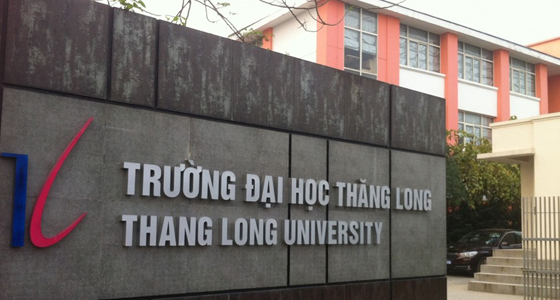 TRƯỜNG ĐẠI HỌC THĂNG LONG
THANG LONG UNIVERSITY